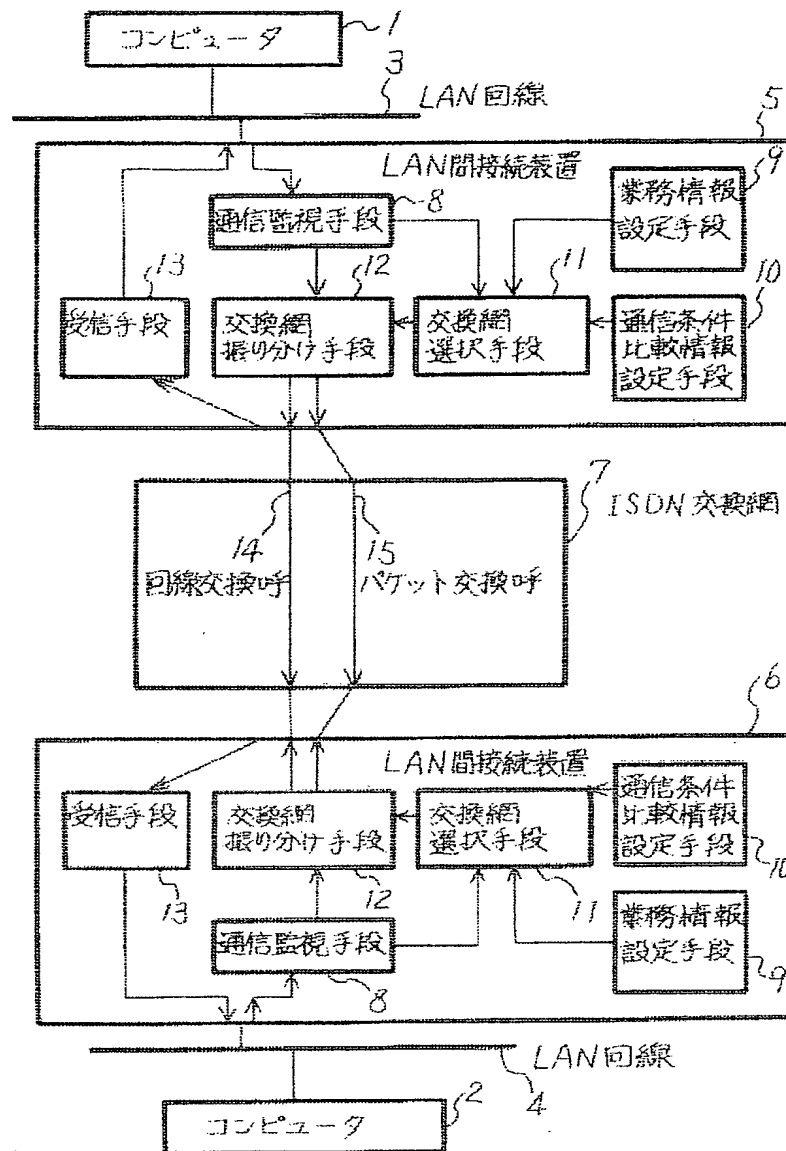 コンピュータ
1
3
LAN回線
5
LAN間接続装置
9
業務情報
設定手段
8
通信監視手段
13
12
11
10
受信手段
交換網
振り分け手段
交換網
選択手段
通信条件
比較情報
設定手段
7
ISDN交換網
14
15
回線交換呼
パケット交換呼
6
LAN間接続装置
受信手段
交換網
振り分け手段
交換網
選択手段
通信条件
比較情報
設定手段
10
13
12
11
通信監視手段
8
業務情報
設定手段
9
LAN回線
4
2
コンピュータ